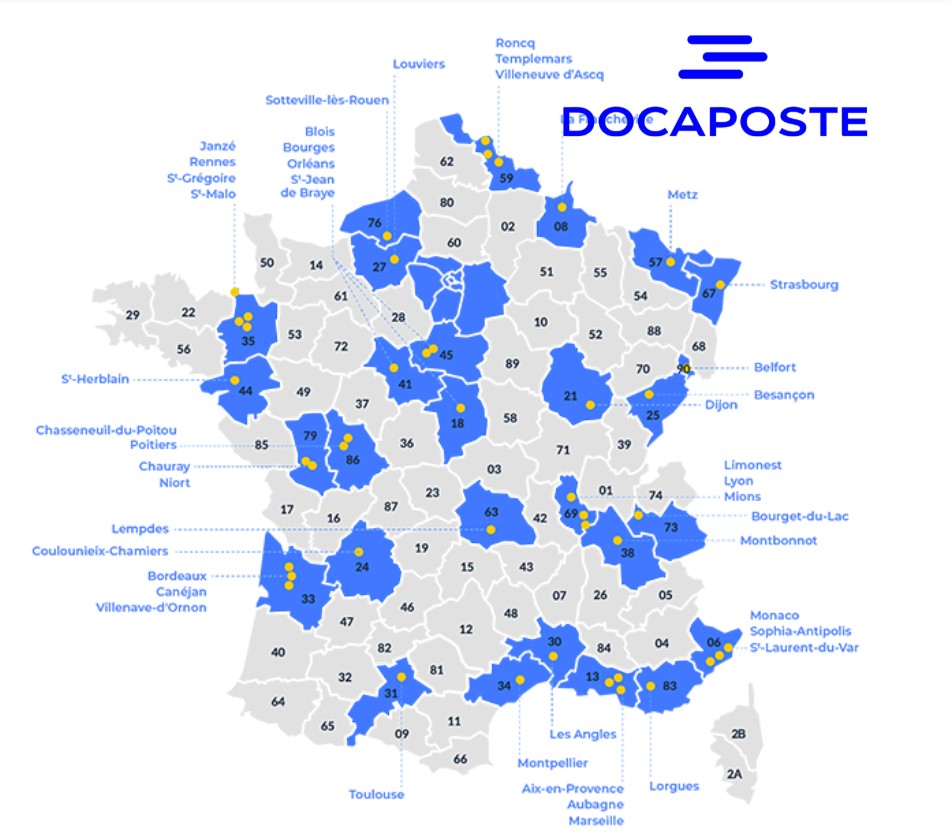 Roncq
Templemars
Villeneuve d'Ascq
Louviers
Sotteville-lès-Rouen
DOCAPOSTE
La Francheville
Blois
Bourges
Orléans
Sᵗ-Jean
de Braye
Janzé
Rennes
Sᵗ-Grégoire
Sᵗ-Malo
Metz
Strasbourg
Belfort
Besançon
Dijon
Sᵗ-Herblain
Chasseneuil-du-Poitou
Poitiers
Chauray
Niort
Limonest
Lyon
Mions
Bourget-du-Lac
Montbonnot
Lempdes
Coulounieix-Chamiers
Bordeaux
Canéjan
Villenave-d'Ornon
Monaco
Sophia-Antipolis
Sᵗ-Laurent-du-Var
Les Angles
Montpellier
Toulouse
Aix-en-Provence
Aubagne
Marseille
Lorgues
62
59
80
02
08
76
60
27
50
14
51
55
57
54
67
61
28
10
52
88
68
29
22
56
35
53
72
45
89
70
90
41
21
25
44
49
37
18
58
85
79
86
36
71
39
03
01
74
17
16
87
23
63
42
69
73
38
24
19
15
43
33
47
46
07
26
05
48
12
40
82
30
84
04
06
32
31
81
34
13
83
64
65
09
11
66
2B
2A